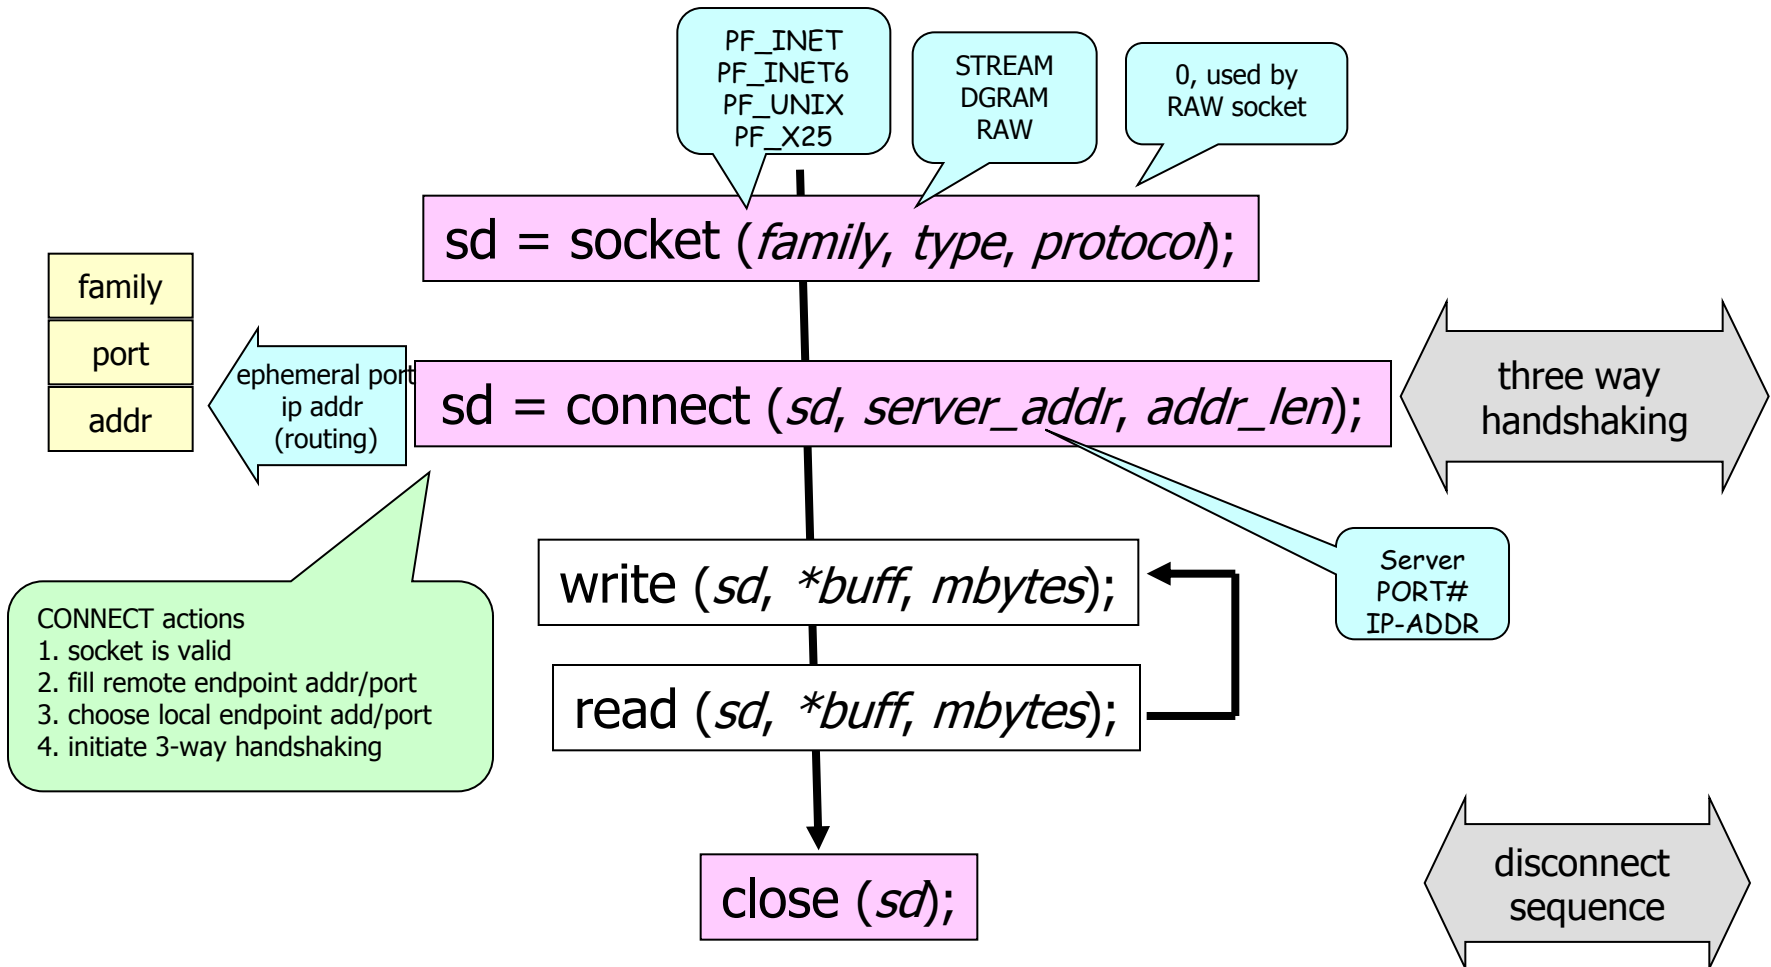 PF_INET
PF_INET6
PF_UNIX
PF_X25
STREAM
DGRAM
RAW
0, used by
RAW socket
sd = socket (family, type, protocol);
family
port
addr
ephemeral port
ip addr
(routing)
sd = connect (sd, server_addr, addr_len);
three way
handshaking
Server
PORT#
IP-ADDR
CONNECT actions
1. socket is valid
2. fill remote endpoint addr/port
3. choose local endpoint add/port
4. initiate 3-way handshaking
write (sd, *buff, mbytes);
read (sd, *buff, mbytes);
close (sd);
disconnect
sequence